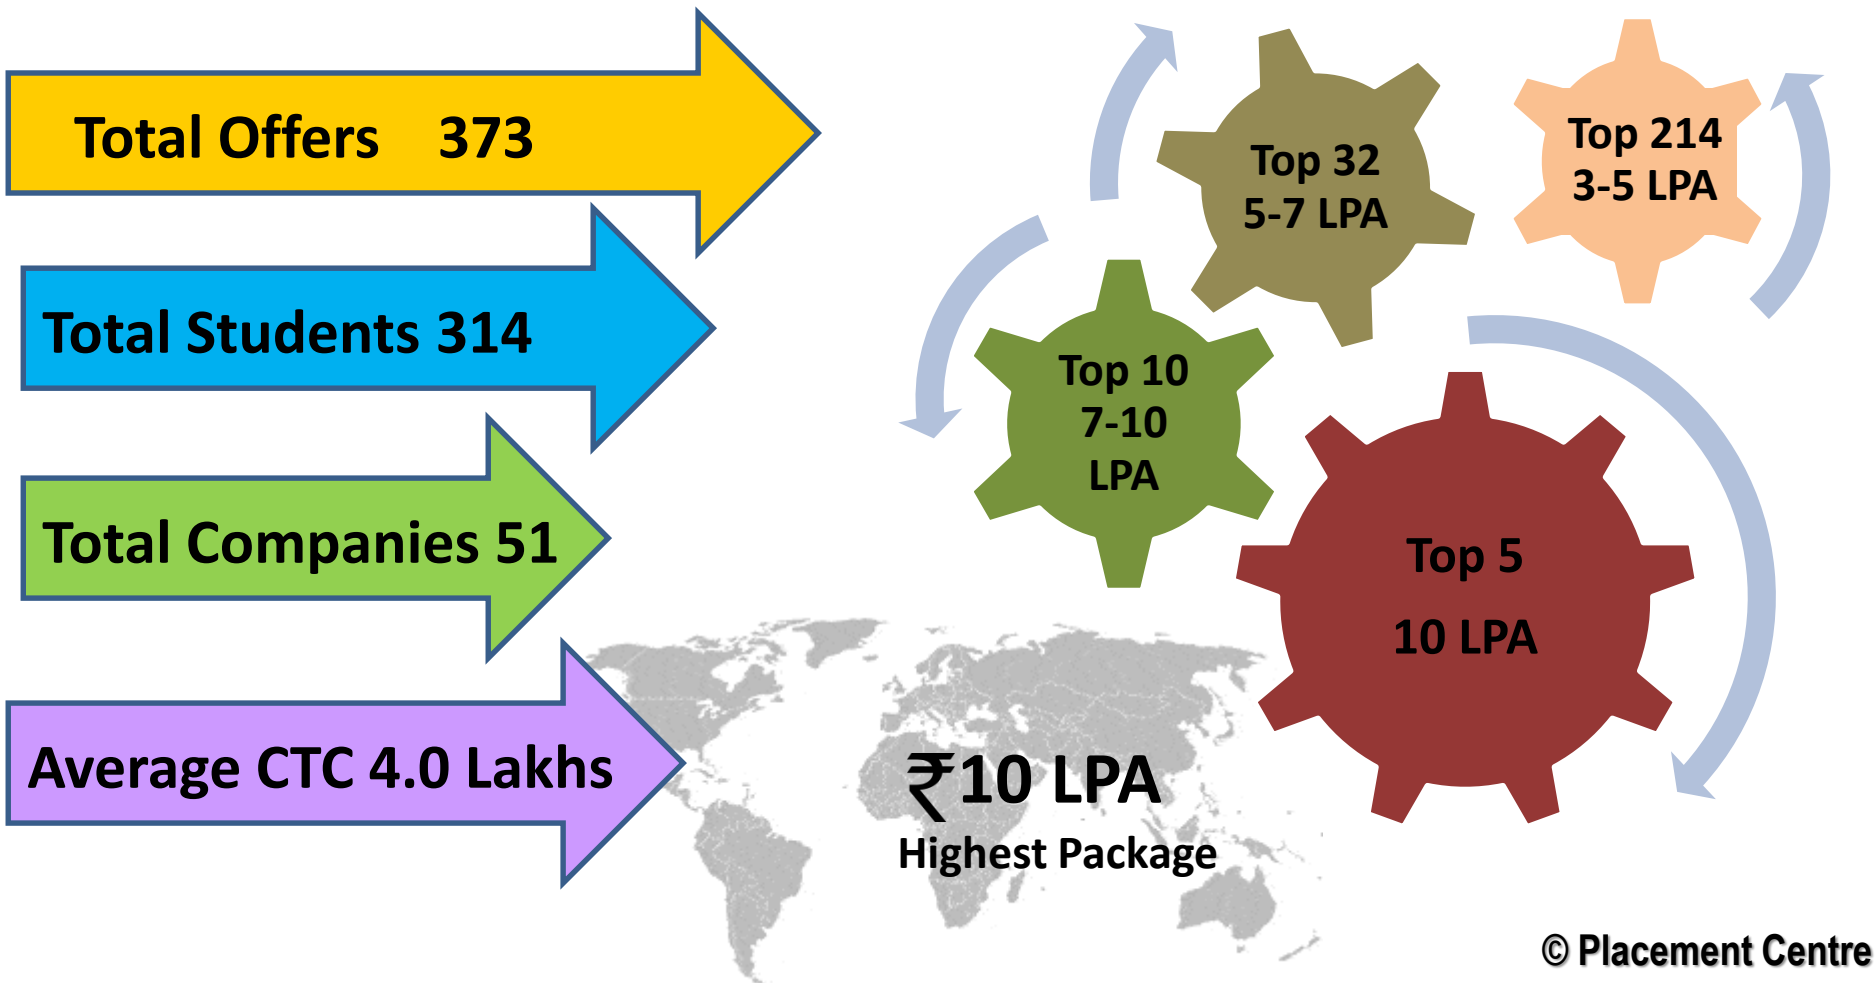 Total Offers 373
Total Students 314
Total Companies 51
Average CTC 4.0 Lakhs
Top 32
5-7 LPA
Top 214
3-5 LPA
Top 10
7-10
LPA
Top 5
10 LPA
₹10 LPA
Highest Package
© Placement Centre